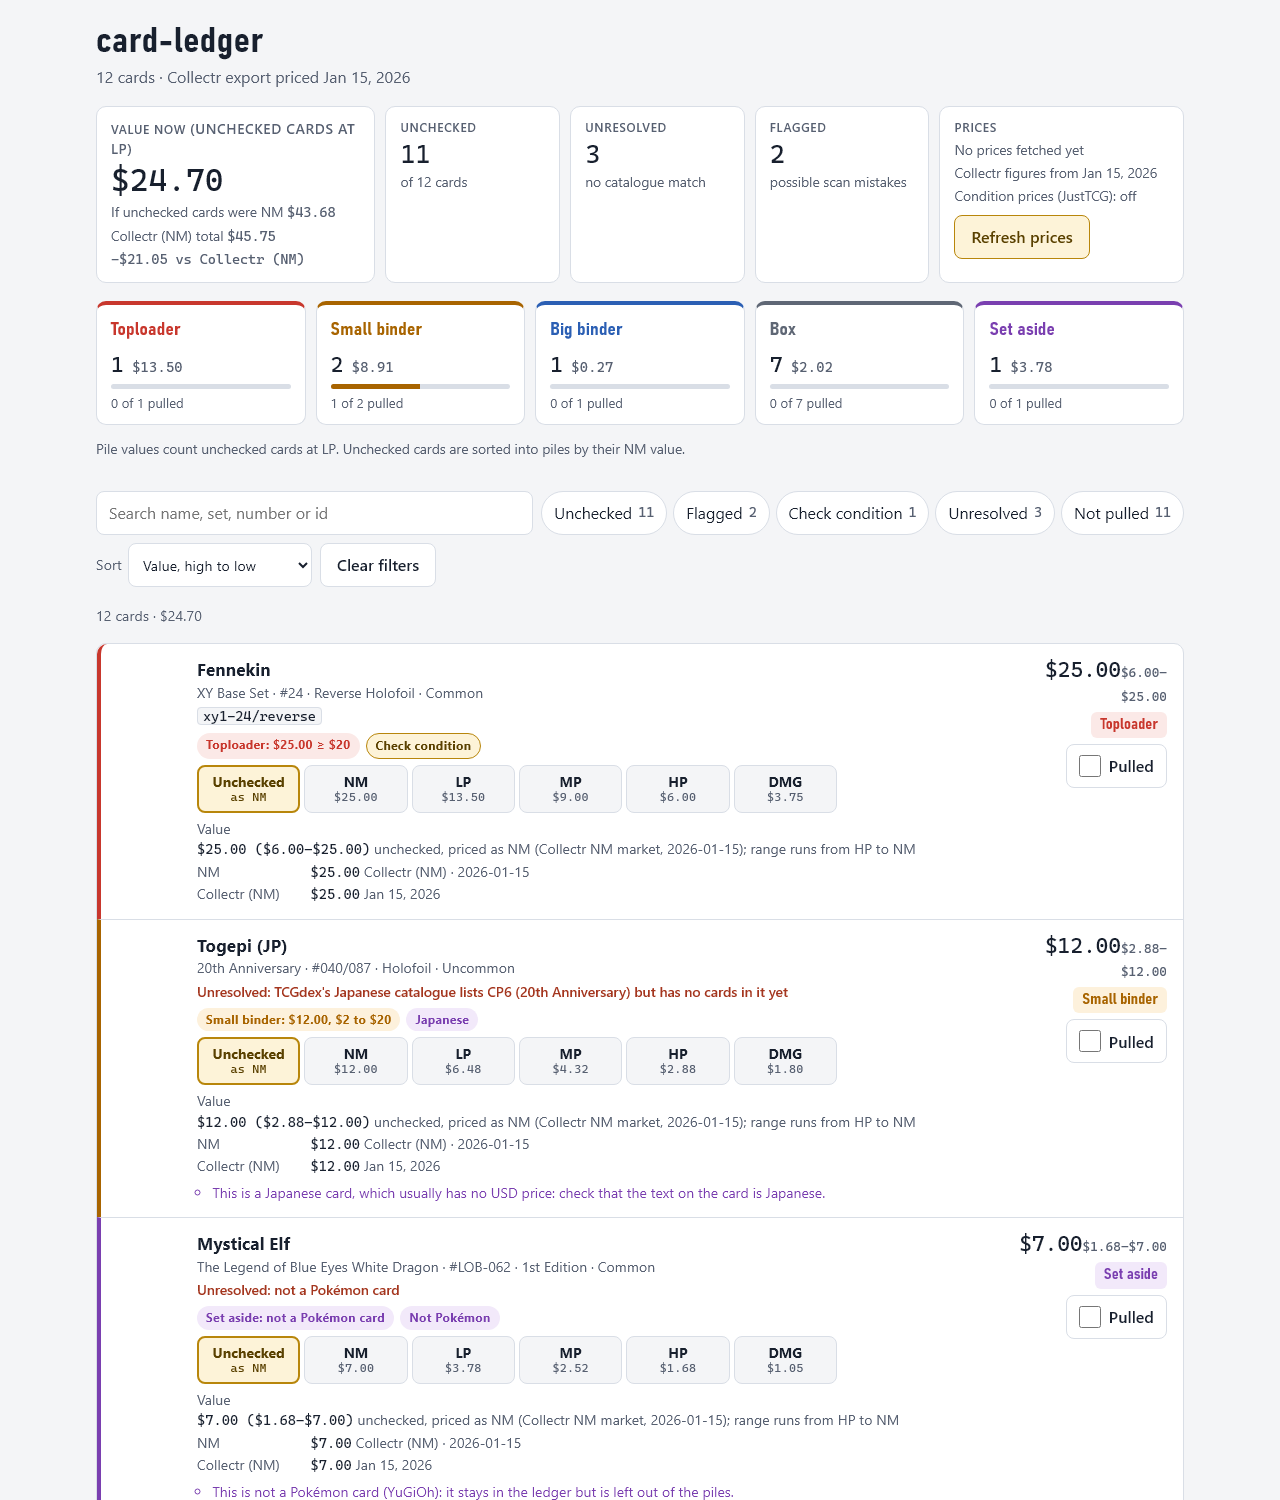 card-ledger
12 cards · Collectr export priced Jan 15, 2026
VALUE NOW (UNCHECKED CARDS AT
LP)
$24.70
If unchecked cards were NM $43.68
Collectr (NM) total $45.75
−$21.05 vs Collectr (NM)
UNCHECKED
11
of 12 cards
UNRESOLVED
3
no catalogue match
FLAGGED
2
possible scan mistakes
PRICES
No prices fetched yet
Collectr figures from Jan 15, 2026
Condition prices (JustTCG): off
Refresh prices
Toploader
1 $13.50
0 of 1 pulled
Small binder
2 $8.91
1 of 2 pulled
Big binder
1 $0.27
0 of 1 pulled
Box
7 $2.02
0 of 7 pulled
Set aside
1 $3.78
0 of 1 pulled
Pile values count unchecked cards at LP. Unchecked cards are sorted into piles by their NM value.
Search name, set, number or id
Unchecked 11
Flagged 2
Check condition 1
Unresolved 3
Not pulled 11
Sort
Value, high to low
Clear filters
12 cards · $24.70
Fennekin
XY Base Set · #24 · Reverse Holofoil · Common
xy1-24/reverse
Toploader: $25.00 ≥ $20
Check condition
Unchecked
as NM
NM
$25.00
LP
$13.50
MP
$9.00
HP
$6.00
DMG
$3.75
Value
$25.00 ($6.00–$25.00) unchecked, priced as NM (Collectr NM market, 2026-01-15); range runs from HP to NM
NM $25.00 Collectr (NM) · 2026-01-15
Collectr (NM) $25.00 Jan 15, 2026
$25.00 $6.00–
$25.00
Toploader
Pulled
Togepi (JP)
20th Anniversary · #040/087 · Holofoil · Uncommon
Unresolved: TCGdex's Japanese catalogue lists CP6 (20th Anniversary) but has no cards in it yet
Small binder: $12.00, $2 to $20
Japanese
Unchecked
as NM
NM
$12.00
LP
$6.48
MP
$4.32
HP
$2.88
DMG
$1.80
Value
$12.00 ($2.88–$12.00) unchecked, priced as NM (Collectr NM market, 2026-01-15); range runs from HP to NM
NM $12.00 Collectr (NM) · 2026-01-15
Collectr (NM) $12.00 Jan 15, 2026
This is a Japanese card, which usually has no USD price: check that the text on the card is Japanese.
$12.00 $2.88–
$12.00
Small binder
Pulled
Mystical Elf
The Legend of Blue Eyes White Dragon · #LOB-062 · 1st Edition · Common
Unresolved: not a Pokémon card
Set aside: not a Pokémon card
Not Pokémon
Unchecked
as NM
NM
$7.00
LP
$3.78
MP
$2.52
HP
$1.68
DMG
$1.05
Value
$7.00 ($1.68–$7.00) unchecked, priced as NM (Collectr NM market, 2026-01-15); range runs from HP to NM
NM $7.00 Collectr (NM) · 2026-01-15
Collectr (NM) $7.00 Jan 15, 2026
This is not a Pokémon card (YuGiOh): it stays in the ledger but is left out of the piles.
$7.00 $1.68–$7.00
Set aside
Pulled